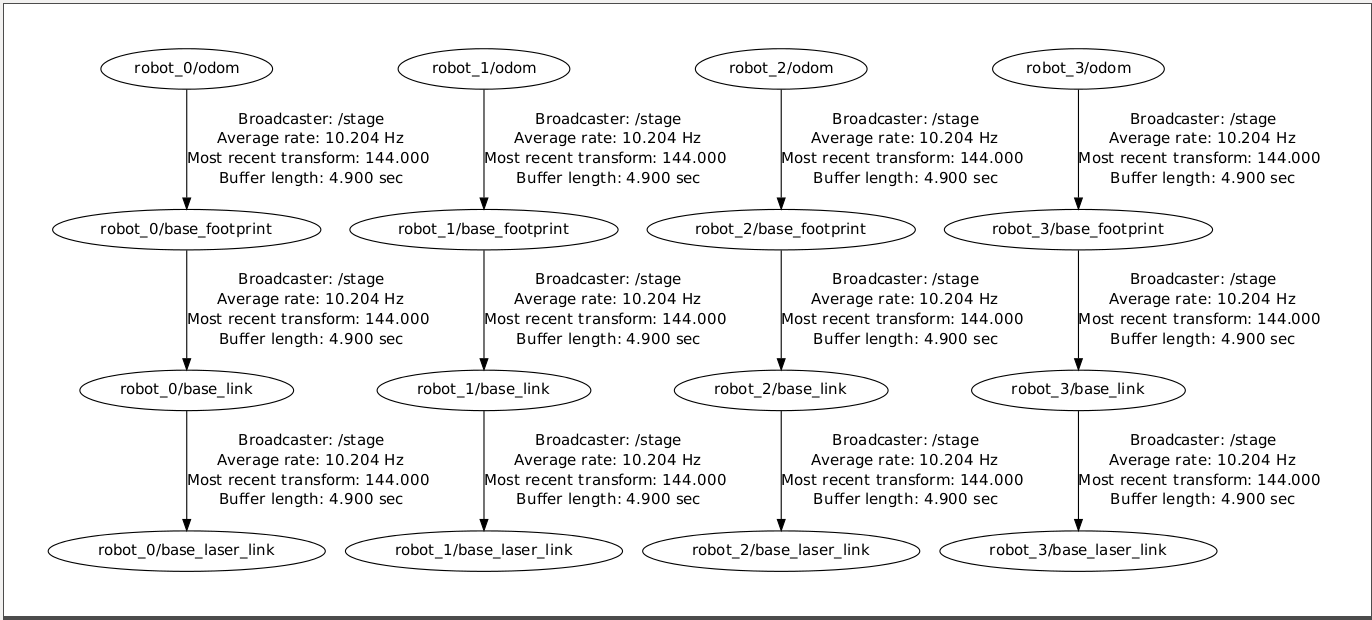 robot_0/odom
robot_1/odom
robot_2/odom
robot_3/odom
Broadcaster: /stage
Average rate: 10.204 Hz
Most recent transform: 144.000
Buffer length: 4.900 sec
Broadcaster: /stage
Average rate: 10.204 Hz
Most recent transform: 144.000
Buffer length: 4.900 sec
Broadcaster: /stage
Average rate: 10.204 Hz
Most recent transform: 144.000
Buffer length: 4.900 sec
Broadcaster: /stage
Average rate: 10.204 Hz
Most recent transform: 144.000
Buffer length: 4.900 sec
robot_0/base_footprint
robot_1/base_footprint
robot_2/base_footprint
robot_3/base_footprint
Broadcaster: /stage
Average rate: 10.204 Hz
Most recent transform: 144.000
Buffer length: 4.900 sec
Broadcaster: /stage
Average rate: 10.204 Hz
Most recent transform: 144.000
Buffer length: 4.900 sec
Broadcaster: /stage
Average rate: 10.204 Hz
Most recent transform: 144.000
Buffer length: 4.900 sec
Broadcaster: /stage
Average rate: 10.204 Hz
Most recent transform: 144.000
Buffer length: 4.900 sec
robot_0/base_link
robot_1/base_link
robot_2/base_link
robot_3/base_link
Broadcaster: /stage
Average rate: 10.204 Hz
Most recent transform: 144.000
Buffer length: 4.900 sec
Broadcaster: /stage
Average rate: 10.204 Hz
Most recent transform: 144.000
Buffer length: 4.900 sec
Broadcaster: /stage
Average rate: 10.204 Hz
Most recent transform: 144.000
Buffer length: 4.900 sec
Broadcaster: /stage
Average rate: 10.204 Hz
Most recent transform: 144.000
Buffer length: 4.900 sec
robot_0/base_laser_link
robot_1/base_laser_link
robot_2/base_laser_link
robot_3/base_laser_link